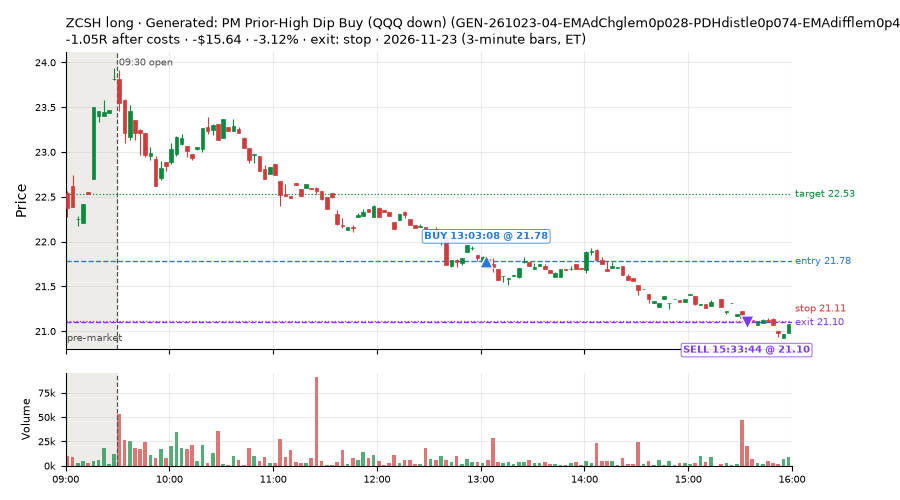 ZCSH long · Generated: PM Prior-High Dip Buy (QQQ down) (GEN-261023-04-EMAdChglem0p028-PDHdistle0p074-EMAdifflem0p4
-1.05R after costs · -$15.64 · -3.12% · exit: stop · 2026-11-23 (3-minute bars, ET)
24.0
09:30 open
23.5
23.0
22.5
target 22.53
22.0
BUY 13:03:08 @ 21.78
entry 21.78
21.5
stop 21.11
21.0
exit 21.10
pre-market
SELL 15:33:44 @ 21.10
Price
75k
50k
25k
0k
Volume
09:00 10:00 11:00 12:00 13:00 14:00 15:00 16:00